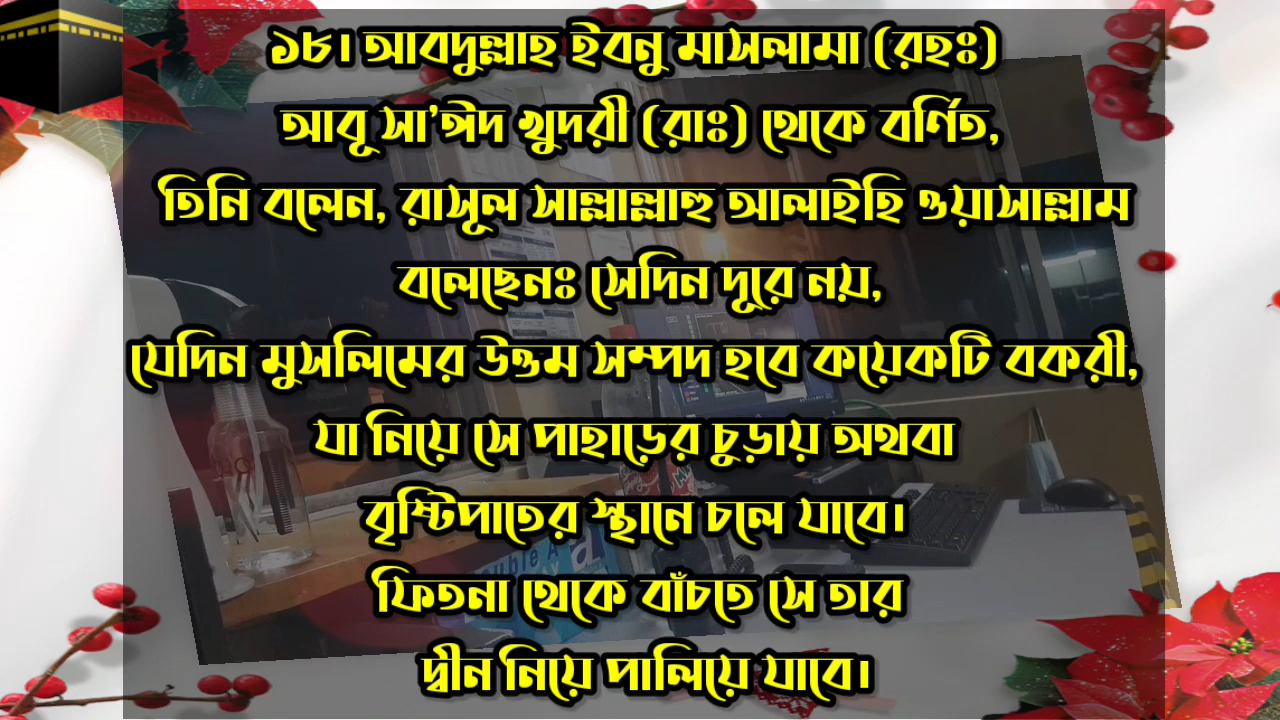 ১৮। আবদুল্লাহ ইবনু মাসলামা (রহঃ)
আবূ সা’ঈদ খুদরী (রাঃ) থেকে বর্ণিত,
তিনি বলেন, রাসূল সাল্লাল্লাহু আলাইহি ওয়াসাল্লাম
বলেছেনঃ সেদিন দূরে নয়,
যেদিন মুসলিমের উত্তম সম্পদ হবে কয়েকটি বকরী,
যা নিয়ে সে পাহাড়ের চুড়ায় অথবা
বৃষ্টিপাতের স্থানে চলে যাবে।
ফিতনা থেকে বাঁচতে সে তার
দ্বীন নিয়ে পালিয়ে যাবে।
Double A